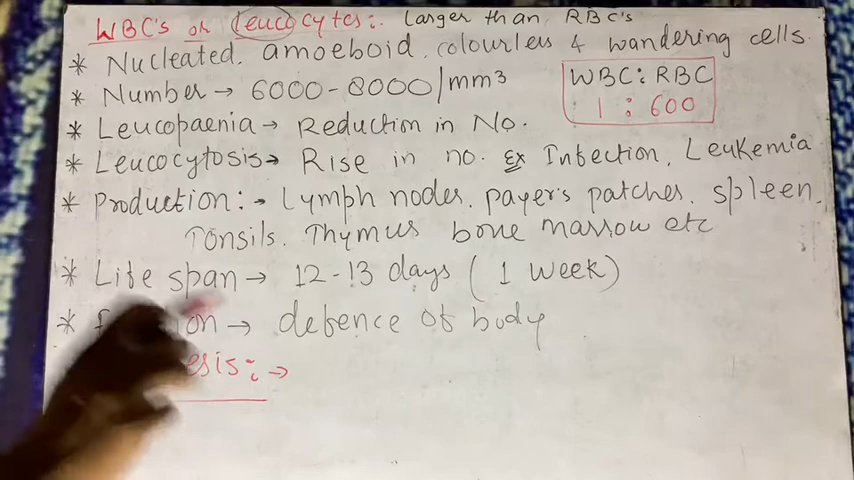 WBC's or Leucocytes:. Larger than RBC's
* Nucleated. amoeboid. colourless & wandering cells.
* Number → 6000-8000/mm³
WBC: RBC
1 : 600
* Leucopaenia → Reduction in No.
* Leucocytosis → Rise in no. Ex Infection, Leukemia
* Production:→ Lymph nodes. payer's patches. spleen.
Tonsils. Thymus bone marrow etc
* Life span → 12-13 days (1 week)
* → defence of body
:→